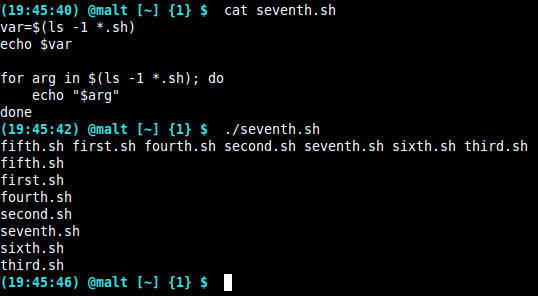 (19:45:40) @malt [~] {1} $  cat seventh.sh
var=$(ls -1 *.sh)
echo $var

for arg in $(ls -1 *.sh); do
    echo "$arg"
done
(19:45:42) @malt [~] {1} $  ./seventh.sh
fifth.sh first.sh fourth.sh second.sh seventh.sh sixth.sh third.sh
fifth.sh
first.sh
fourth.sh
second.sh
seventh.sh
sixth.sh
third.sh
(19:45:46) @malt [~] {1} $